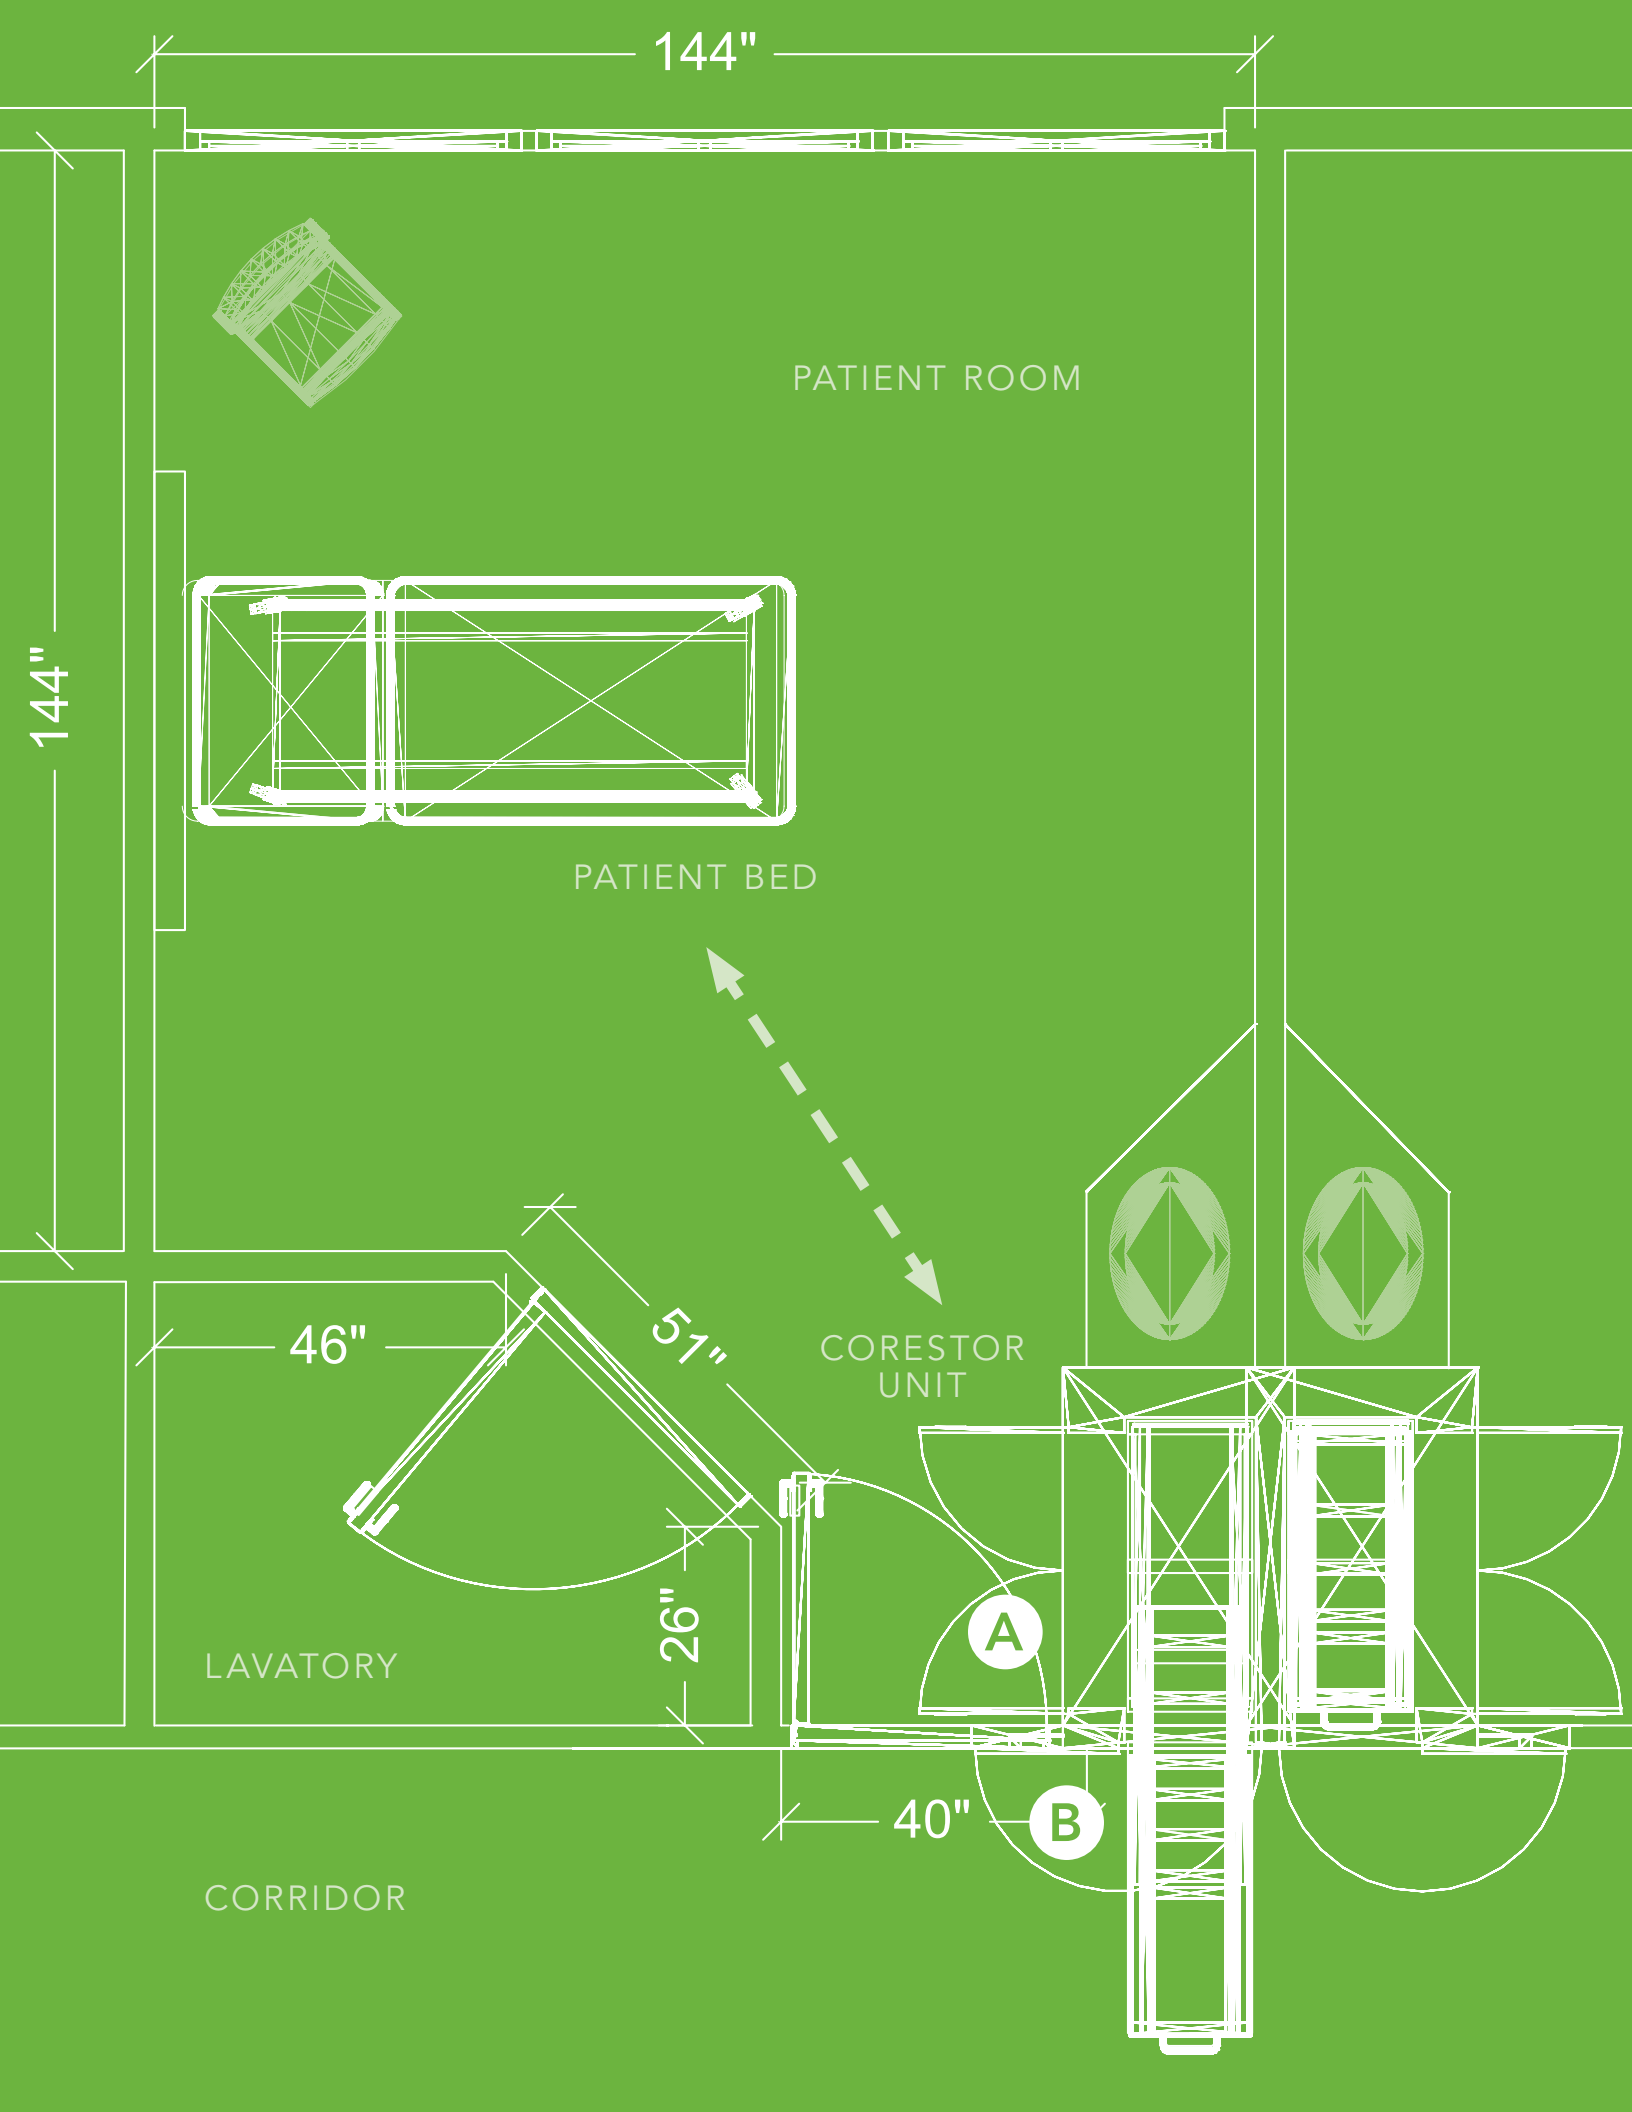 144"
PATIENT ROOM
144"
PATIENT BED
46"
51"
CORESTOR
UNIT
26"
A
LAVATORY
40"
B
CORRIDOR